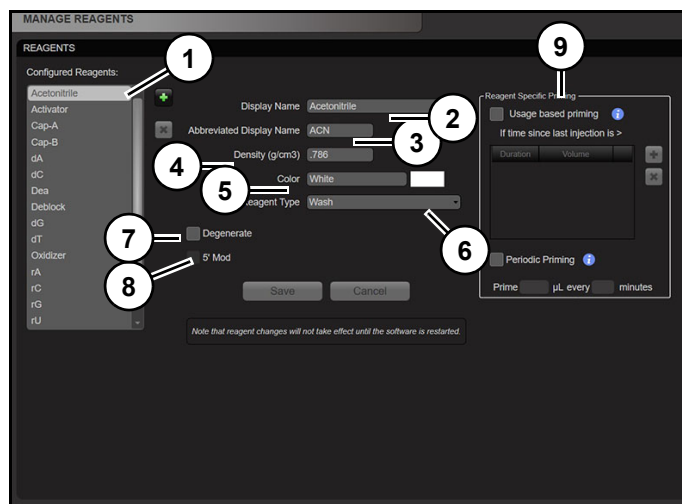 MANAGE REAGENTS
REAGENTS
Configured Reagents:
Acetonitrile
Activator
Cap-A
Cap-B
dA
dC
Dea
Deblock
dG
dT
Oxidizer
rA
rC
rG
rU
1
2
3
4
5
6
7
8
9
Display Name Acetonitrile
Abbreviated Display Name ACN
Density (g/cm3) .786
Color White
Reagent Type Wash
Degenerate
5' Mod
Save Cancel
Note that reagent changes will not take effect until the software is restarted.
Reagent Specific Priming
Usage based priming i
If time since last injection is >
Duration Volume
Periodic Priming i
Prime µL every minutes